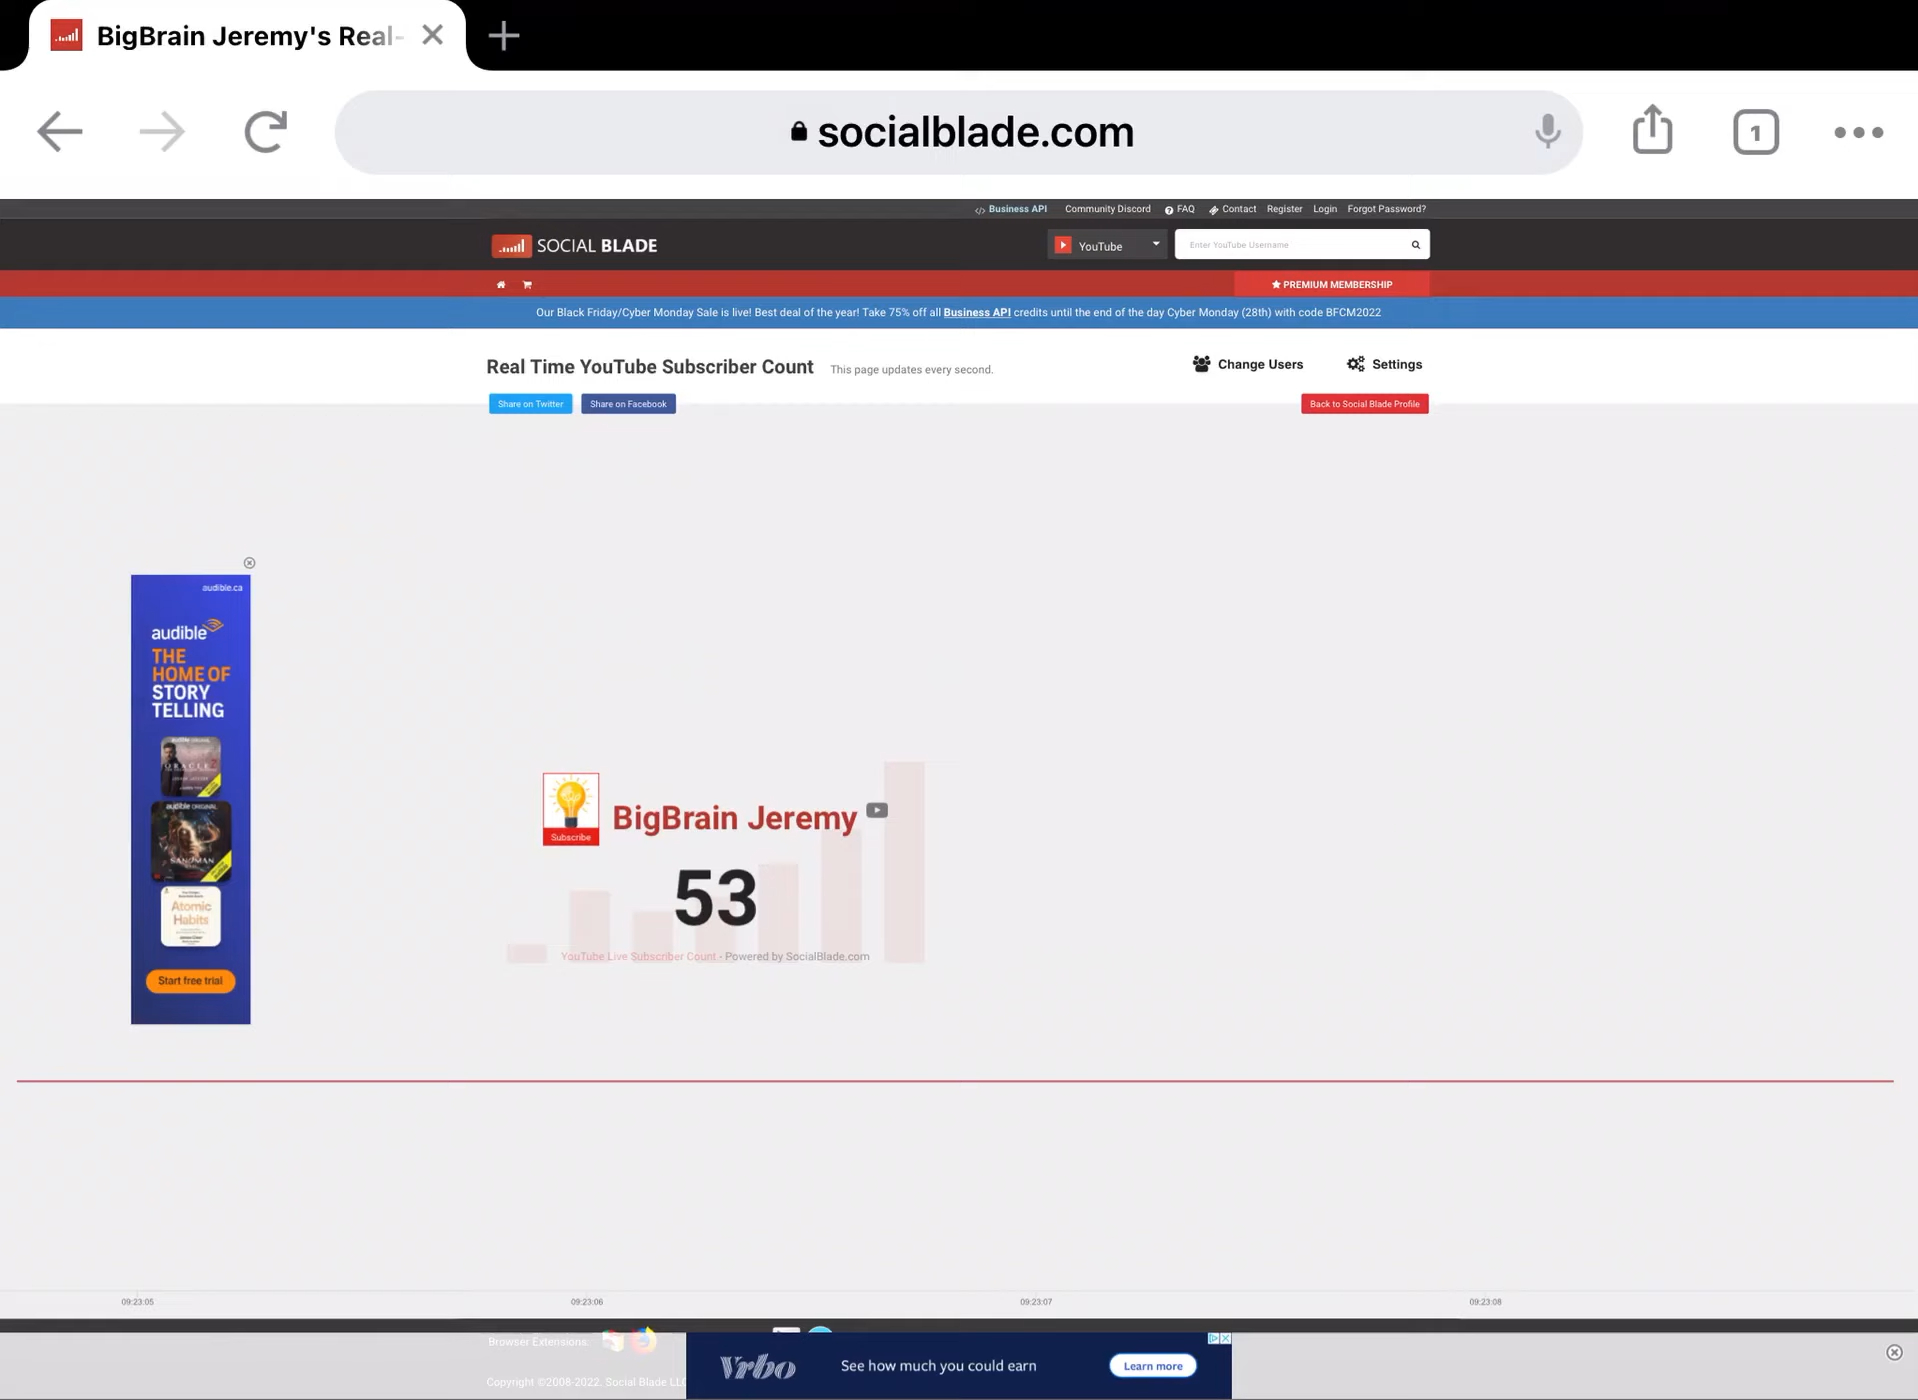 BigBrain Jeremy's Real-
socialblade.com
1
Business API Community Discord FAQ Contact Register Login Forgot Password?
SOCIAL BLADE
YouTube
Enter YouTube Username
PREMIUM MEMBERSHIP
Our Black Friday/Cyber Monday Sale is live! Best deal of the year! Take 75% off all Business API credits until the end of the day Cyber Monday (28th) with code BFCM2022
Real Time YouTube Subscriber Count This page updates every second.
Change Users
Settings
Share on Twitter
Share on Facebook
Back to Social Blade Profile
audible.ca
audible
THE
HOME OF
STORY
TELLING
audible ORIGINAL
ORACLE
audible ORIGINAL
SANDMAN
Atomic
Habits
Start free trial
BigBrain Jeremy
Subscribe
53
YouTube Live Subscriber Count - Powered by SocialBlade.com
09:23:05
09:23:06
09:23:07
09:23:08
Browser Extensions:
Copyright ©2008-2022. Social Blade LLC
Vrbo
See how much you could earn
Learn more